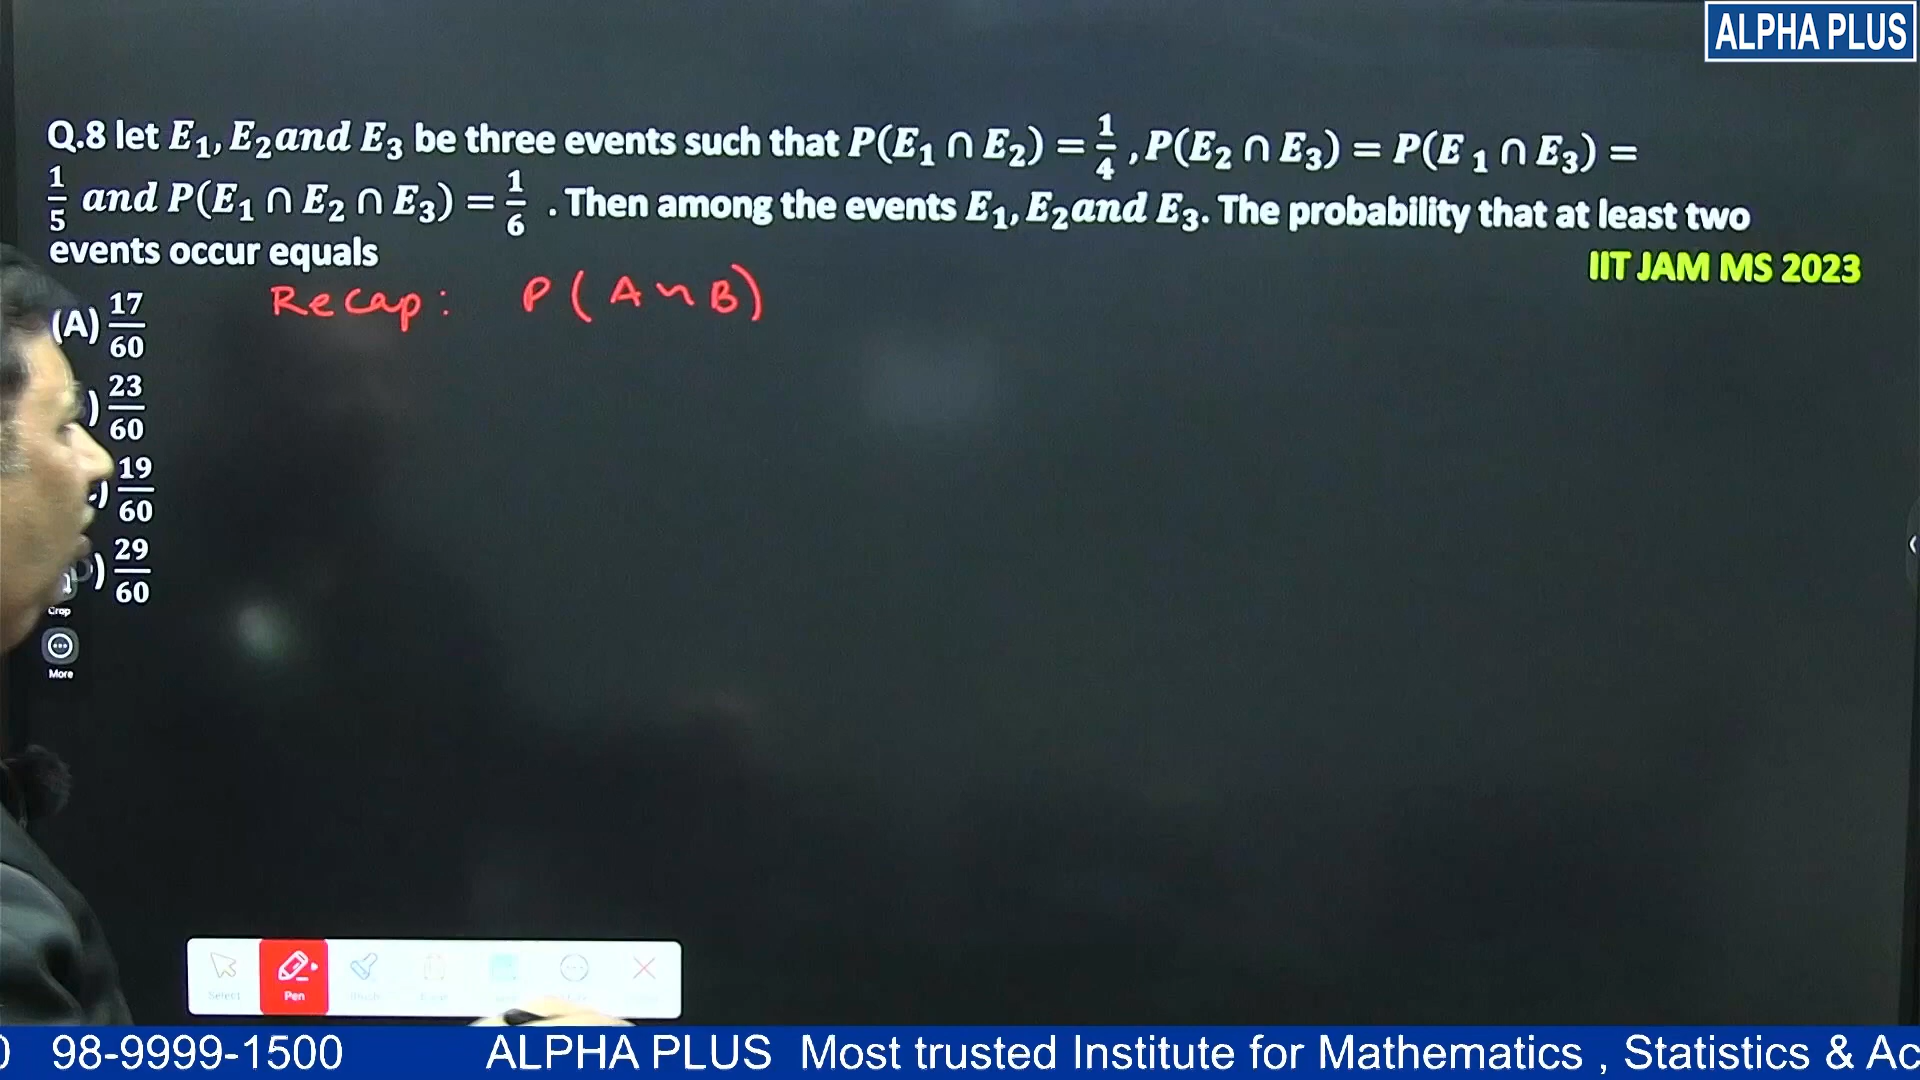 ALPHA PLUS
Q.8 let E₁, E₂ and E₃ be three events such that P(E₁ ∩ E₂) = 1/4 , P(E₂ ∩ E₃) = P(E ₁ ∩ E₃) =
1/5 and P(E₁ ∩ E₂ ∩ E₃) = 1/6 . Then among the events E₁, E₂ and E₃. The probability that at least two
events occur equals
IIT JAM MS 2023
Recap: P ( A ∩ B )
(A) 17/60
) 23/60
) 19/60
) 29/60
Crop
More
Select Pen
98-9999-1500 ALPHA PLUS Most trusted Institute for Mathematics , Statistics & Ac